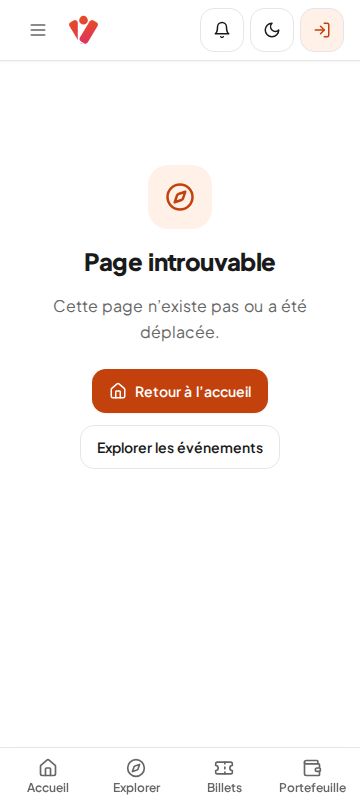 Page introuvable
Cette page n’existe pas ou a été
déplacée.
Retour à l’accueil
Explorer les événements
Accueil
Explorer
Billets
Portefeuille